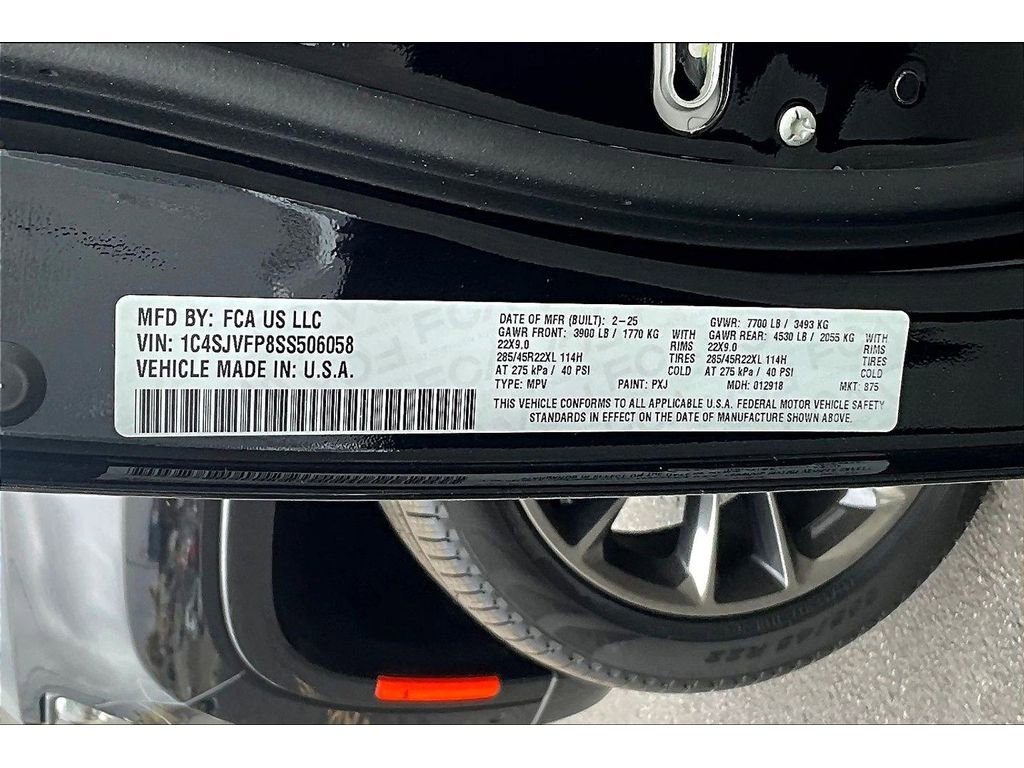 MFD BY: FCA US LLC
VIN: 1C4SJVFP8SS506058
VEHICLE MADE IN: U.S.A.
DATE OF MFR (BUILT): 2-25 GVWR: 7700 LB / 3493 KG
GAWR FRONT: 3900 LB / 1770 KG WITH GAWR REAR: 4530 LB / 2055 KG WITH
22X9.0 RIMS 22X9.0 RIMS
285/45R22XL 114H TIRES 285/45R22XL 114H TIRES
AT 275 kPa / 40 PSI COLD AT 275 kPa / 40 PSI COLD
TYPE: MPV PAINT: PXJ MDH: 012918 MKT: 875
THIS VEHICLE CONFORMS TO ALL APPLICABLE U.S.A. FEDERAL MOTOR VEHICLE SAFETY
STANDARDS IN EFFECT ON THE DATE OF MANUFACTURE SHOWN ABOVE.